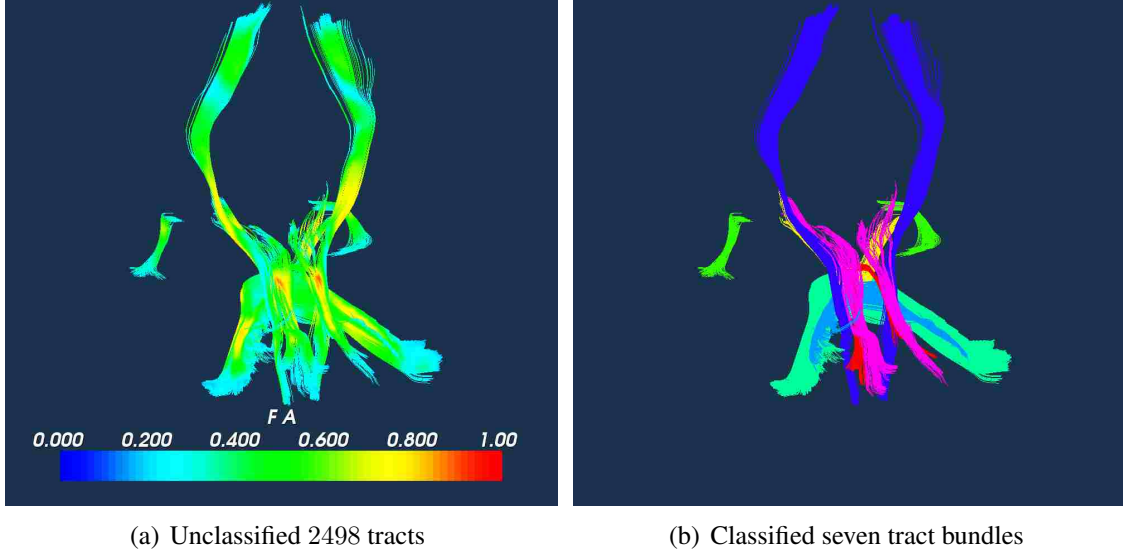 F A
0.000 0.200 0.400 0.600 0.800 1.00
(a) Unclassified 2498 tracts
(b) Classified seven tract bundles